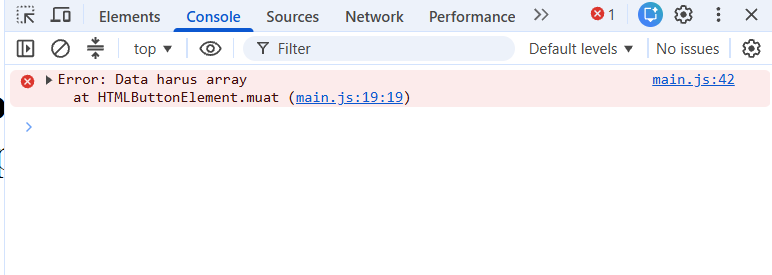 Elements Console Sources Network Performance 1
top Filter Default levels No issues
Error: Data harus array main.js:42
at HTMLButtonElement.muat (main.js:19:19)